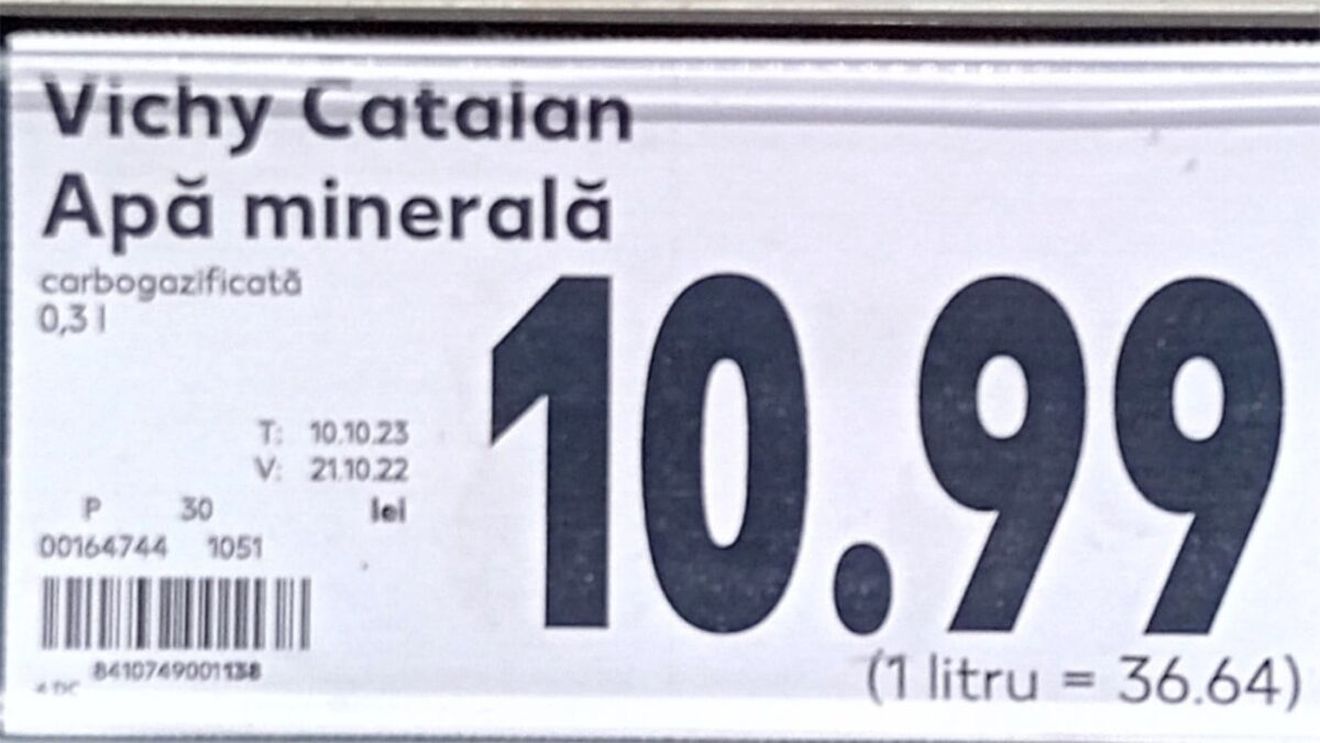 Vichy Catalan
Apă minerală
carbogazificată
0,3 l
10.99
T: 10.10.23
V: 21.10.22
P 30 lei
00164744 1051
8410749001138
(1 litru = 36.64)